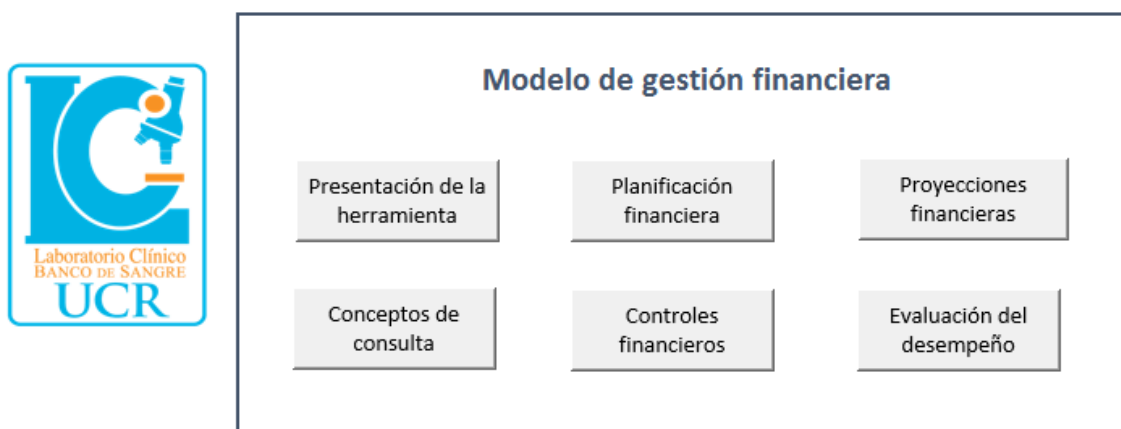 Modelo de gestión financiera
Presentación de la
herramienta
Planificación
financiera
Proyecciones
financieras
Conceptos de
consulta
Controles
financieros
Evaluación del
desempeño
LC
Laboratorio Clínico
BANCO DE SANGRE
UCR